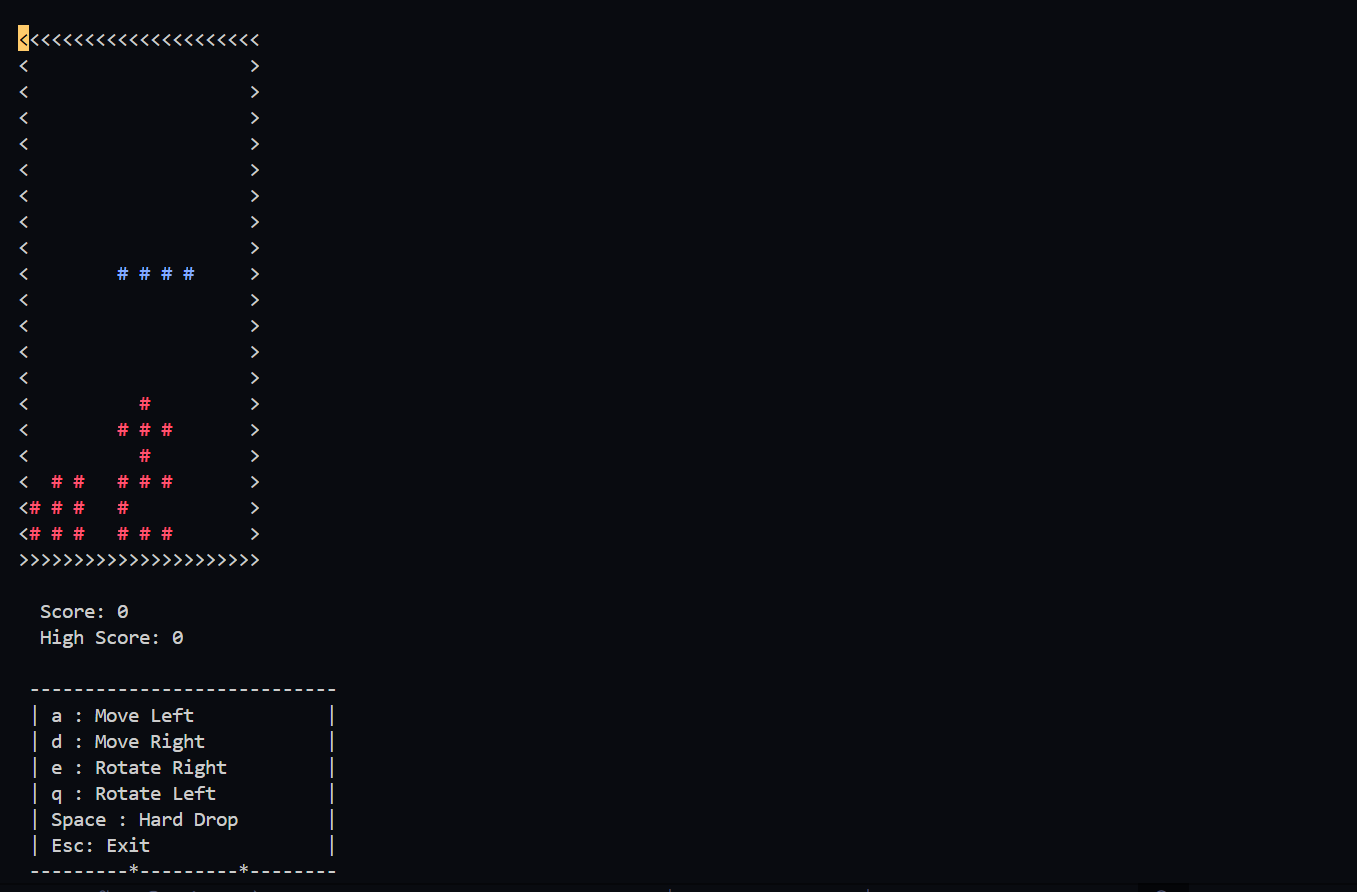 <<<<<<<<<<<<<<<<<<<<<<
<                    >
<                    >
<                    >
<                    >
<                    >
<                    >
<                    >
<                    >
<        # # # #     >
<                    >
<                    >
<                    >
<                    >
<          #         >
<        # # #       >
<          #         >
<  # #   # # #       >
<# # #   #           >
<# # #   # # #       >
>>>>>>>>>>>>>>>>>>>>>>
Score: 0
High Score: 0
----------------------------
| a : Move Left            |
| d : Move Right           |
| e : Rotate Right         |
| q : Rotate Left          |
| Space : Hard Drop        |
| Esc: Exit                |
---------*---------*--------